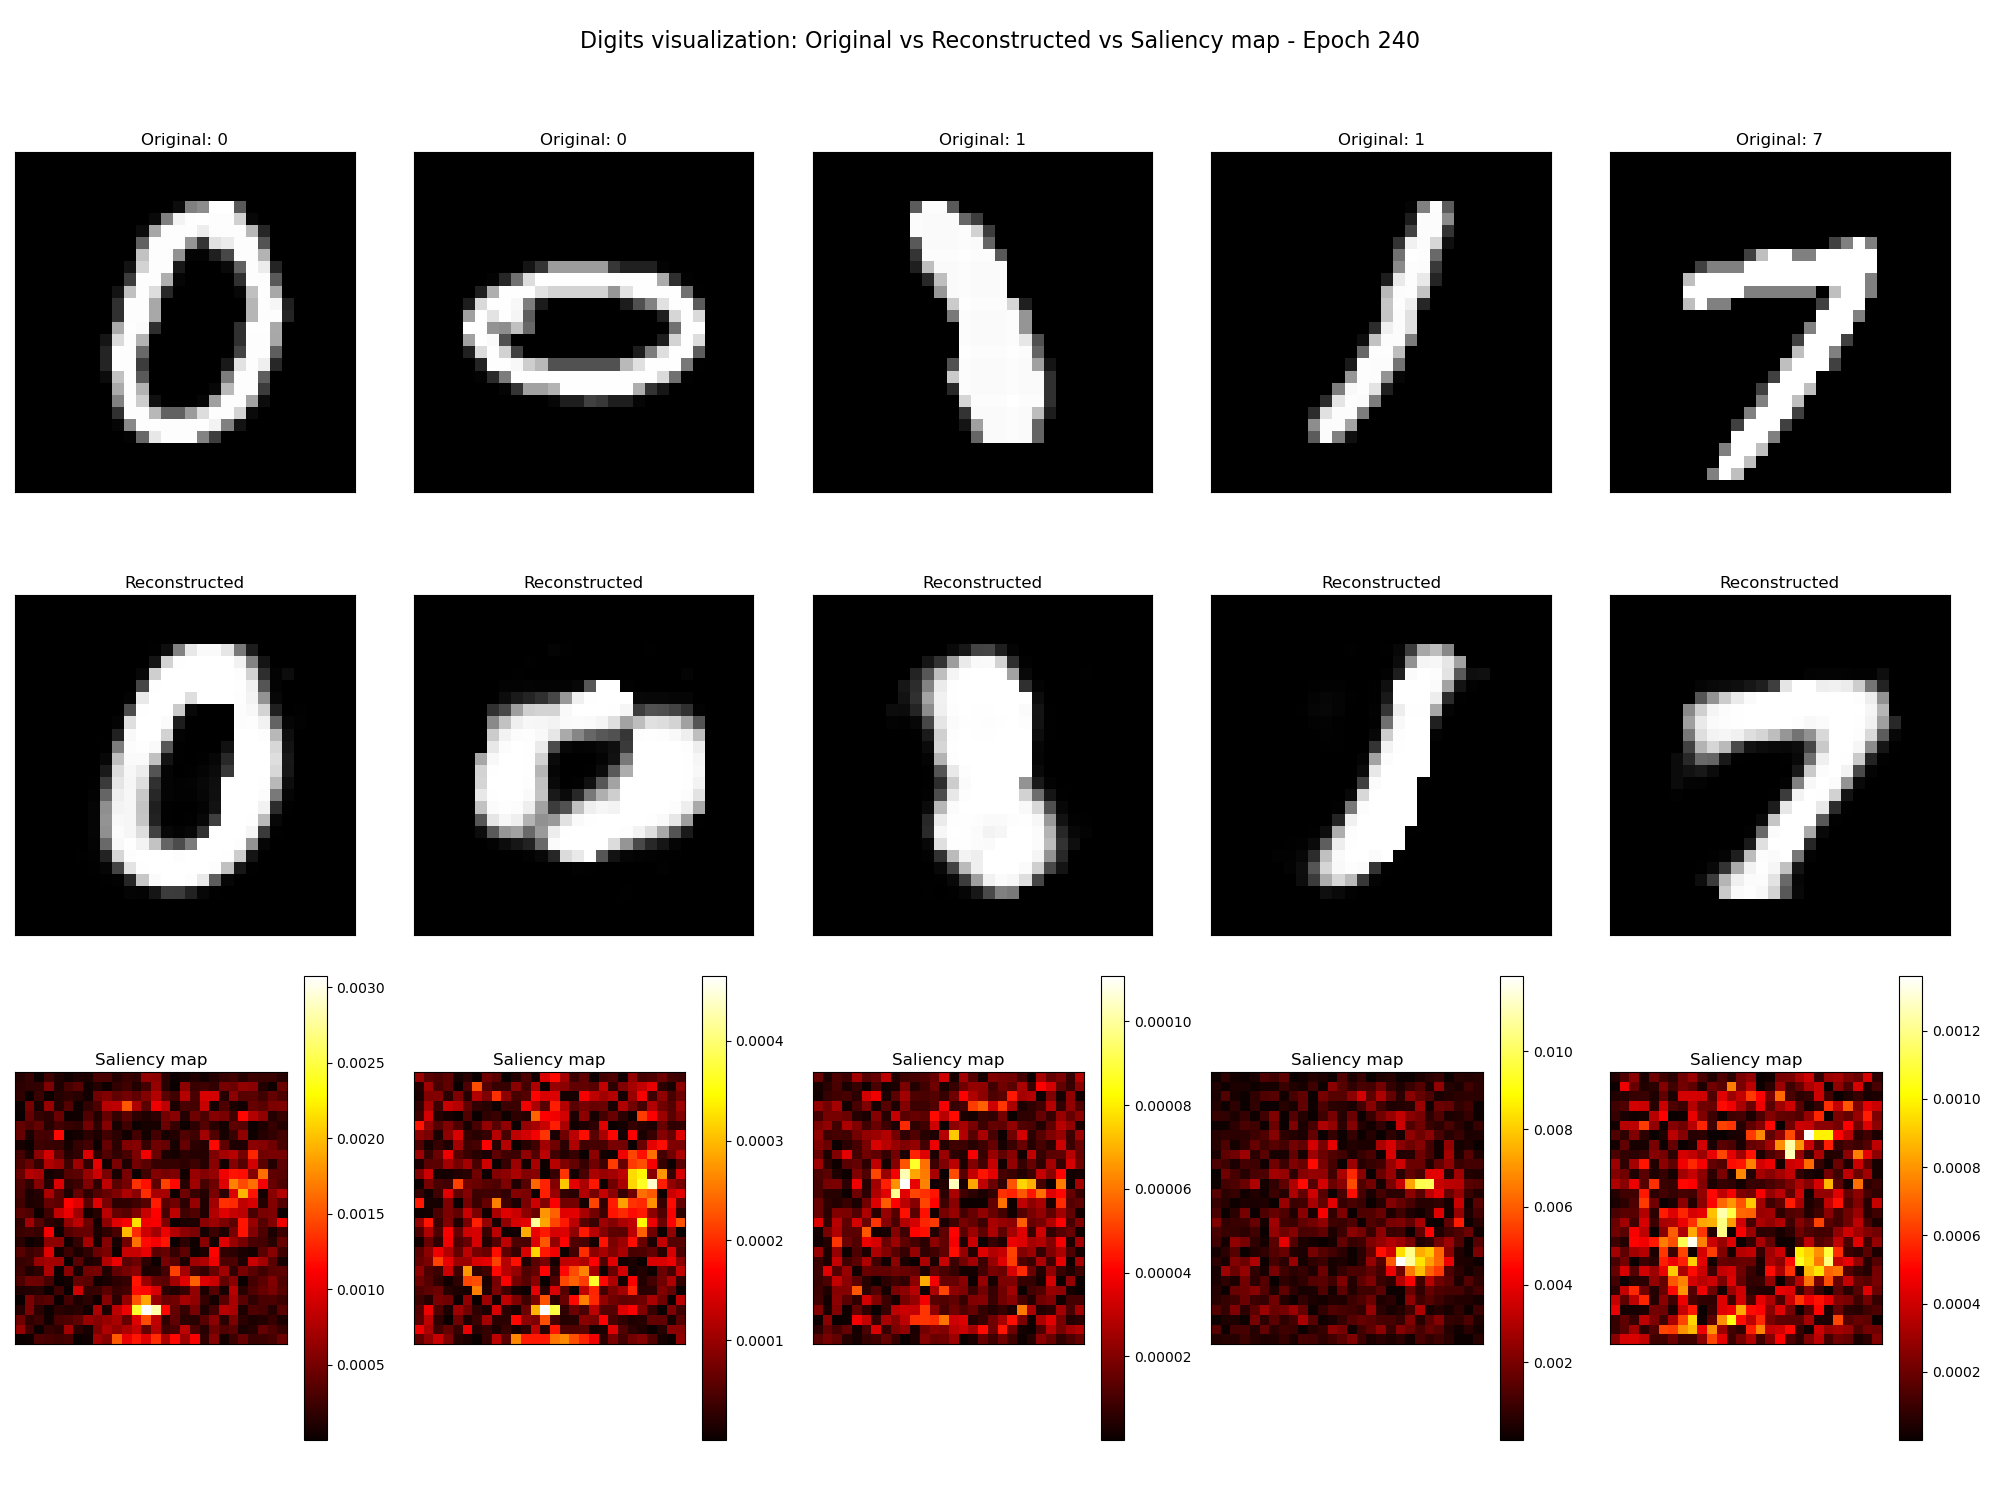 Digits visualization: Original vs Reconstructed vs Saliency map - Epoch 240
Original: 0
Original: 0
Original: 1
Original: 1
Original: 7
Reconstructed
Reconstructed
Reconstructed
Reconstructed
Reconstructed
Saliency map
0.0030
0.0025
0.0020
0.0015
0.0010
0.0005
Saliency map
0.0004
0.0003
0.0002
0.0001
Saliency map
0.00010
0.00008
0.00006
0.00004
0.00002
Saliency map
0.010
0.008
0.006
0.004
0.002
Saliency map
0.0012
0.0010
0.0008
0.0006
0.0004
0.0002